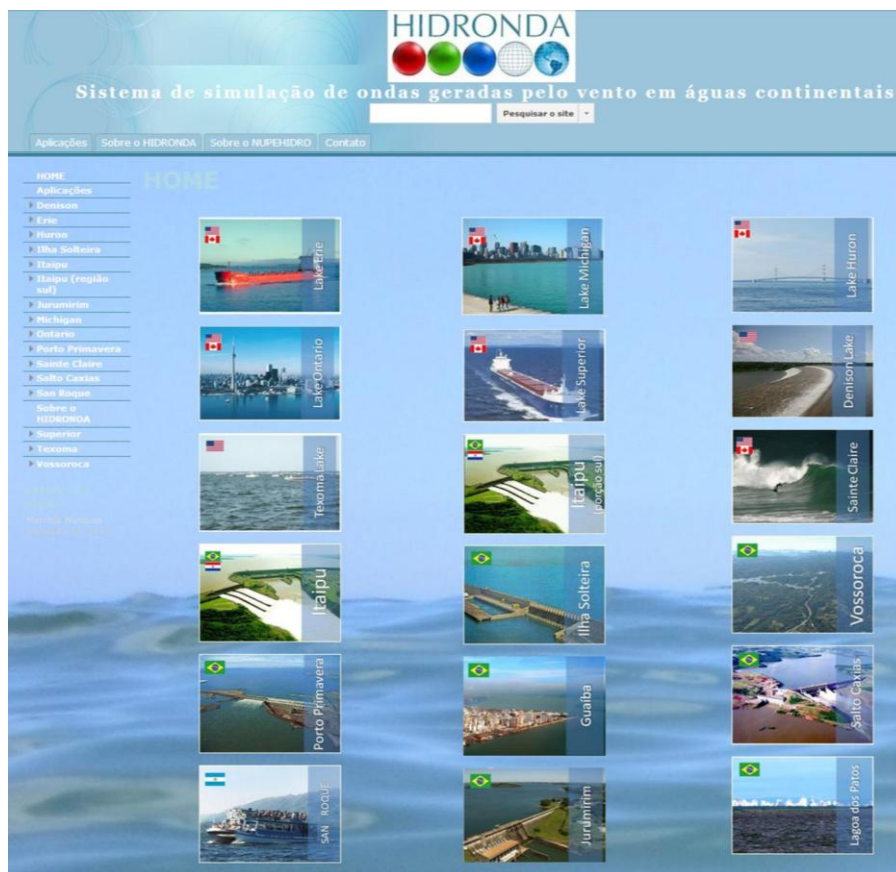 HIDRONDA
Sistema de simulação de ondas geradas pelo vento em águas continentais
Pesquisar o site
Aplicações Sobre o HIDRONDA Sobre o NUPEHIDRO Contato
HOME
Aplicações
Denison
Erie
Huron
Ilha Solteira
Itaipu
Itaipu (região
sul)
Jurumirim
Michigan
Ontario
Porto Primavera
Sainte Claire
Salto Caxias
San Roque
Sobre o
HIDRONDA
Superior
Texoma
Vossoroca
HOME
Lake Erie
Lake Michigan
Lake Huron
Lake Ontario
Lake Superior
Denison Lake
Texoma Lake
Itaipu
(porção sul)
Sainte Claire
Itaipu
Ilha Solteira
Vossoroca
Porto Primavera
Guaiba
Salto Caxias
SAN ROQUE
Jurumirim
Lagoa dos Patos